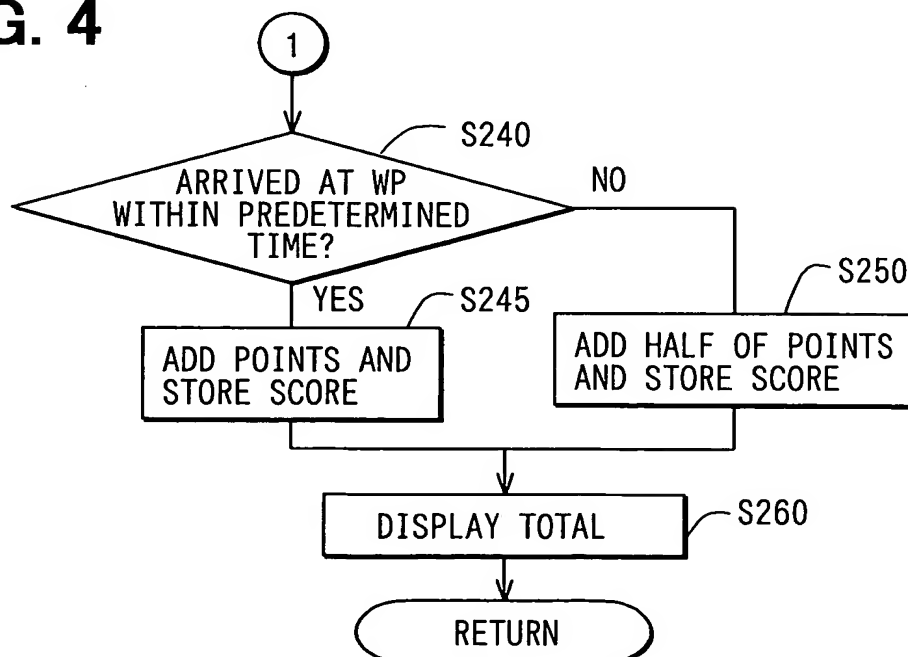 G. 4
1
S240
ARRIVED AT WP
WITHIN PREDETERMINED
TIME?
NO
YES
S245
S250
ADD POINTS AND
STORE SCORE
ADD HALF OF POINTS
AND STORE SCORE
DISPLAY TOTAL
S260
RETURN